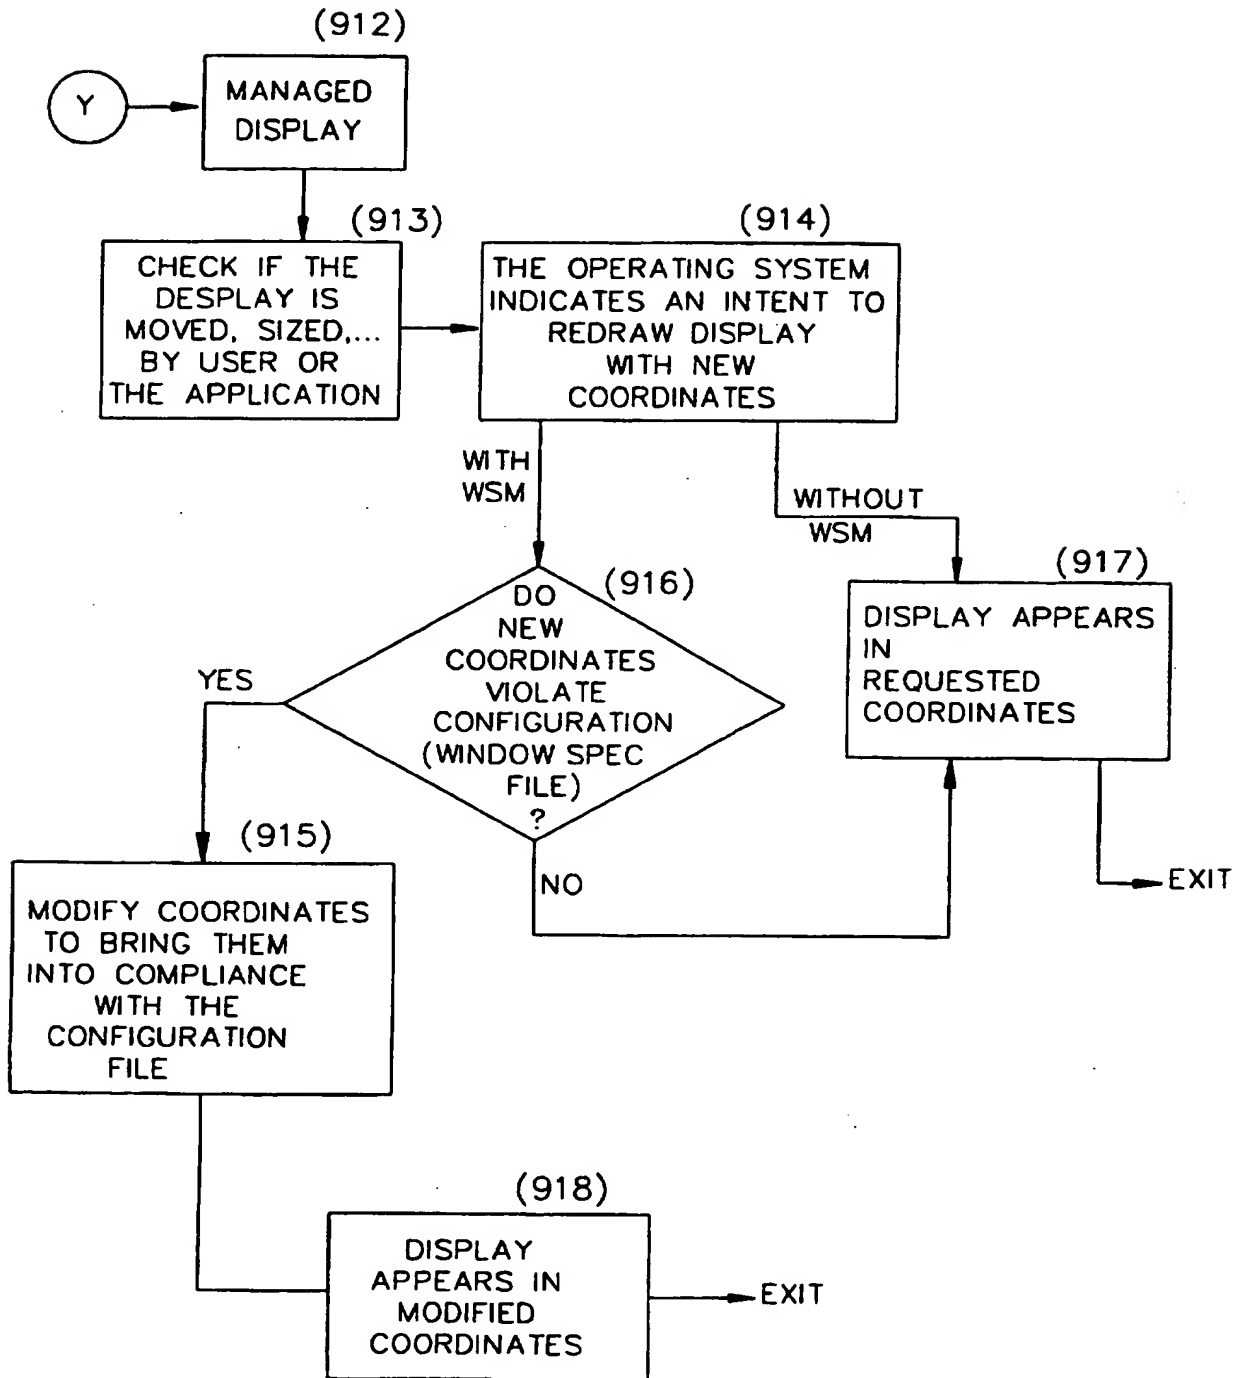 (912)
Y
MANAGED
DISPLAY
(913)
CHECK IF THE
DESPLAY IS
MOVED, SIZED,...
BY USER OR
THE APPLICATION
(914)
THE OPERATING SYSTEM
INDICATES AN INTENT TO
REDRAW DISPLAY
WITH NEW
COORDINATES
WITH
WSM
WITHOUT
WSM
(916)
DO
NEW
COORDINATES
VIOLATE
CONFIGURATION
(WINDOW SPEC
FILE)
?
YES
NO
(917)
DISPLAY APPEARS
IN
REQUESTED
COORDINATES
EXIT
(915)
MODIFY COORDINATES
TO BRING THEM
INTO COMPLIANCE
WITH THE
CONFIGURATION
FILE
(918)
DISPLAY
APPEARS IN
MODIFIED
COORDINATES
EXIT